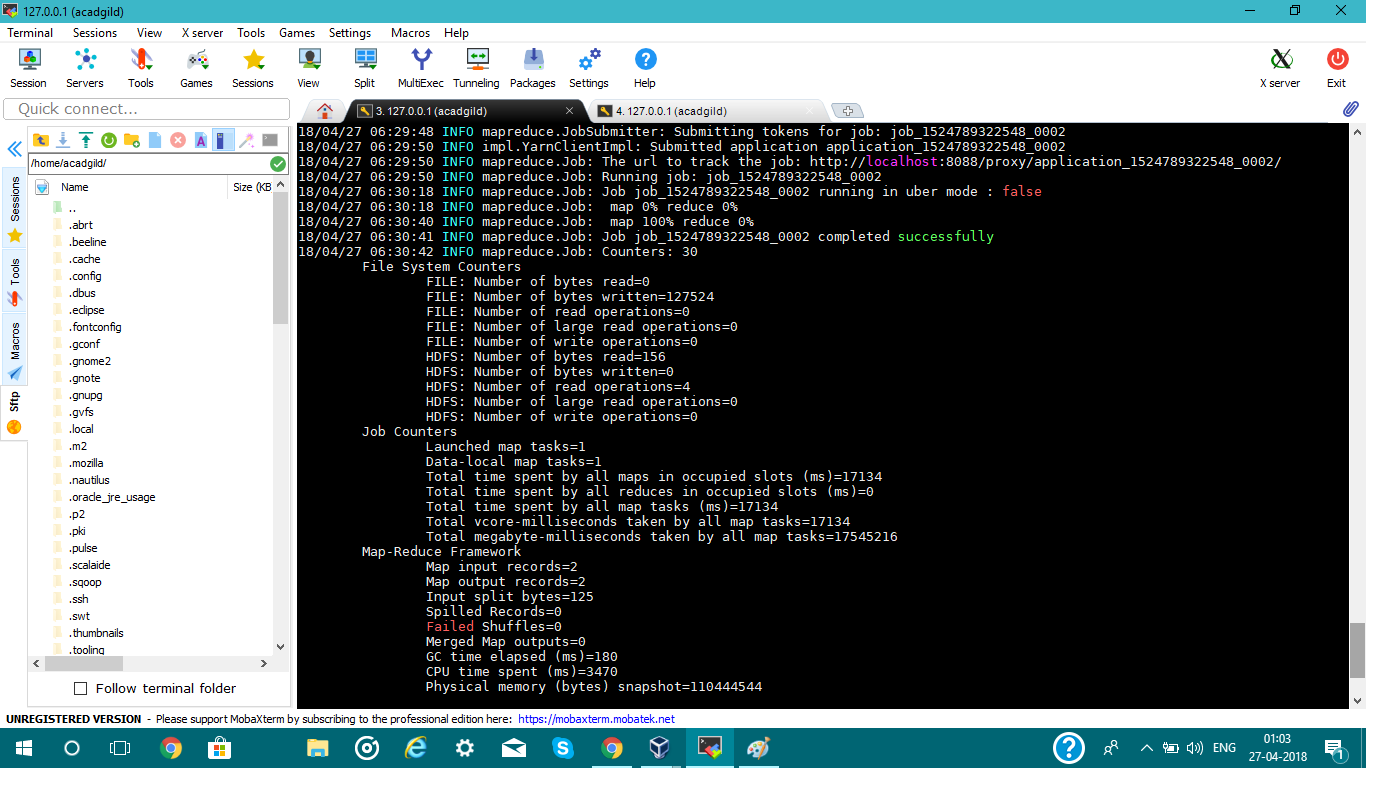 127.0.0.1 (acadgild)
Terminal Sessions View X server Tools Games Settings Macros Help
Session Servers Tools Games Sessions View Split MultiExec Tunneling Packages Settings Help X server Exit
Quick connect...
3. 127.0.0.1 (acadgild)
4. 127.0.0.1 (acadgild)
/home/acadgild/
Name Size (KB
..
.abrt
.beeline
.cache
.config
.dbus
.eclipse
.fontconfig
.gconf
.gnome2
.gnote
.gnupg
.gvfs
.local
.m2
.mozilla
.nautilus
.oracle_jre_usage
.p2
.pki
.pulse
.scalaide
.sqoop
.ssh
.swt
.thumbnails
.tooling
Sessions
Tools
Macros
Sftp
Follow terminal folder
18/04/27 06:29:48 INFO mapreduce.JobSubmitter: Submitting tokens for job: job_1524789322548_0002
18/04/27 06:29:50 INFO impl.YarnClientImpl: Submitted application application_1524789322548_0002
18/04/27 06:29:50 INFO mapreduce.Job: The url to track the job: http://localhost:8088/proxy/application_1524789322548_0002/
18/04/27 06:29:50 INFO mapreduce.Job: Running job: job_1524789322548_0002
18/04/27 06:30:18 INFO mapreduce.Job: Job job_1524789322548_0002 running in uber mode : false
18/04/27 06:30:18 INFO mapreduce.Job:  map 0% reduce 0%
18/04/27 06:30:40 INFO mapreduce.Job:  map 100% reduce 0%
18/04/27 06:30:41 INFO mapreduce.Job: Job job_1524789322548_0002 completed successfully
18/04/27 06:30:42 INFO mapreduce.Job: Counters: 30
File System Counters
FILE: Number of bytes read=0
FILE: Number of bytes written=127524
FILE: Number of read operations=0
FILE: Number of large read operations=0
FILE: Number of write operations=0
HDFS: Number of bytes read=156
HDFS: Number of bytes written=0
HDFS: Number of read operations=4
HDFS: Number of large read operations=0
HDFS: Number of write operations=0
Job Counters
Launched map tasks=1
Data-local map tasks=1
Total time spent by all maps in occupied slots (ms)=17134
Total time spent by all reduces in occupied slots (ms)=0
Total time spent by all map tasks (ms)=17134
Total vcore-milliseconds taken by all map tasks=17134
Total megabyte-milliseconds taken by all map tasks=17545216
Map-Reduce Framework
Map input records=2
Map output records=2
Input split bytes=125
Spilled Records=0
Failed Shuffles=0
Merged Map outputs=0
GC time elapsed (ms)=180
CPU time spent (ms)=3470
Physical memory (bytes) snapshot=110444544
UNREGISTERED VERSION - Please support MobaXterm by subscribing to the professional edition here: https://mobaxterm.mobatek.net
ENG
01:03
27-04-2018
1